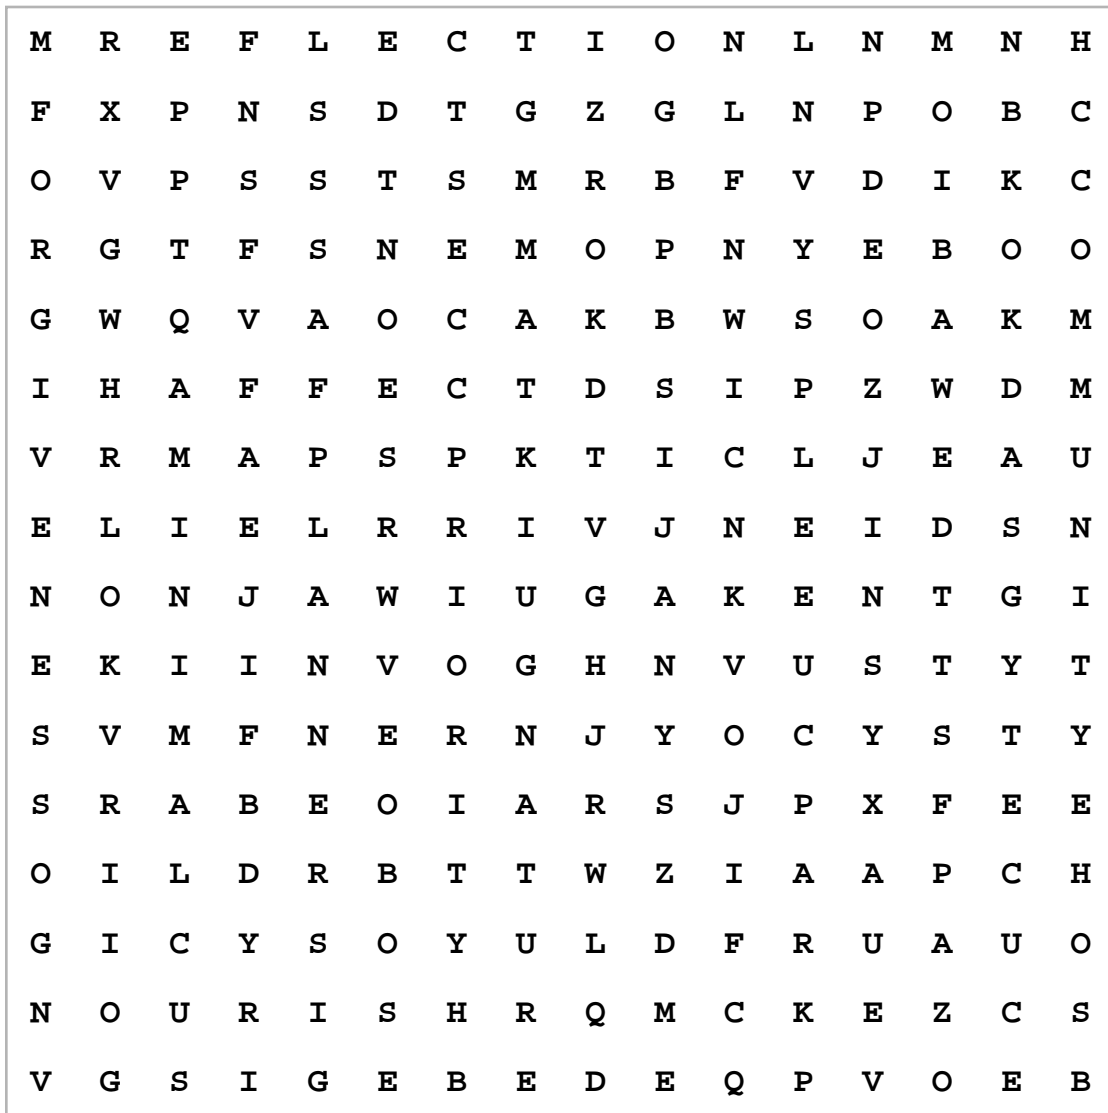 M R E F L E C T I O N L N M N H
F X P N S D T G Z G L N P O B C
O V P S S T S M R B F V D I K C
R G T F S N E M O P N Y E B O O
G W Q V A O C A K B W S O A K M
I H A F F E C T D S I P Z W D M
V R M A P S P K T I C L J E A U
E L I E L R R I V J N E I D S N
N O N J A W I U G A K E N T G I
E K I I N V O G H N V U S T Y T
S V M F N E R N J Y O C Y S T Y
S R A B E O I A R S J P X F E E
O I L D R B T T W Z I A A P C H
G I C Y S O Y U L D F R U A U O
N O U R I S H R Q M C K E Z C S
V G S I G E B E D E Q P V O E B